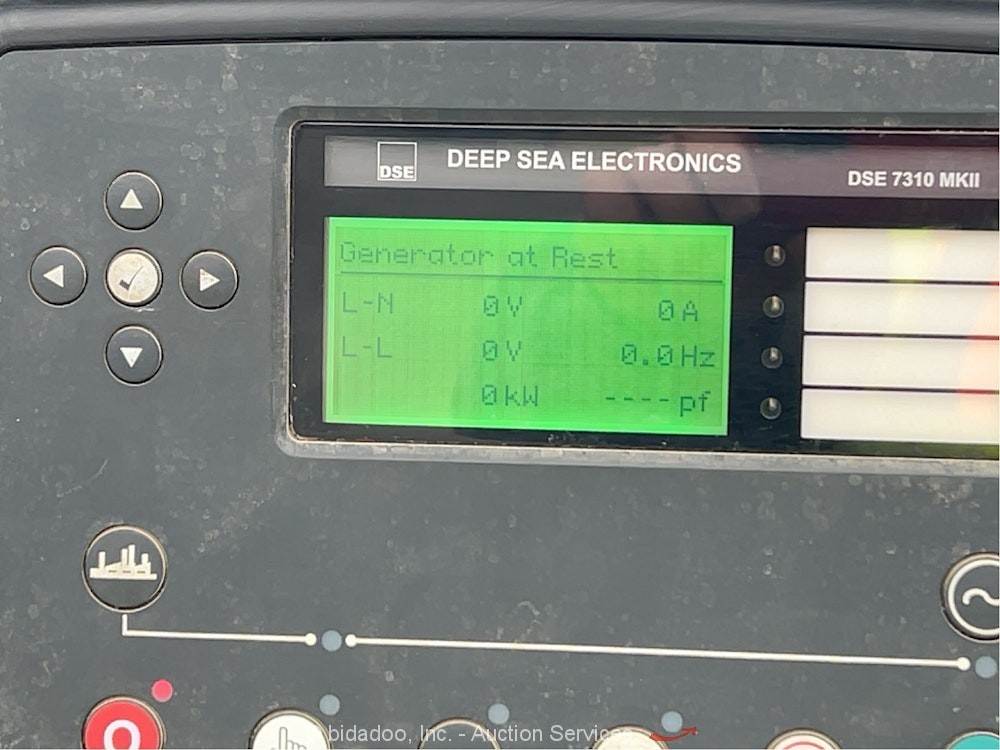 DSE
DEEP SEA ELECTRONICS
DSE 7310 MKII
Generator at Rest
L-N 0V 0A
L-L 0V 0.0Hz
0kW ----pf
O
bidadoo, Inc. - Auction Services